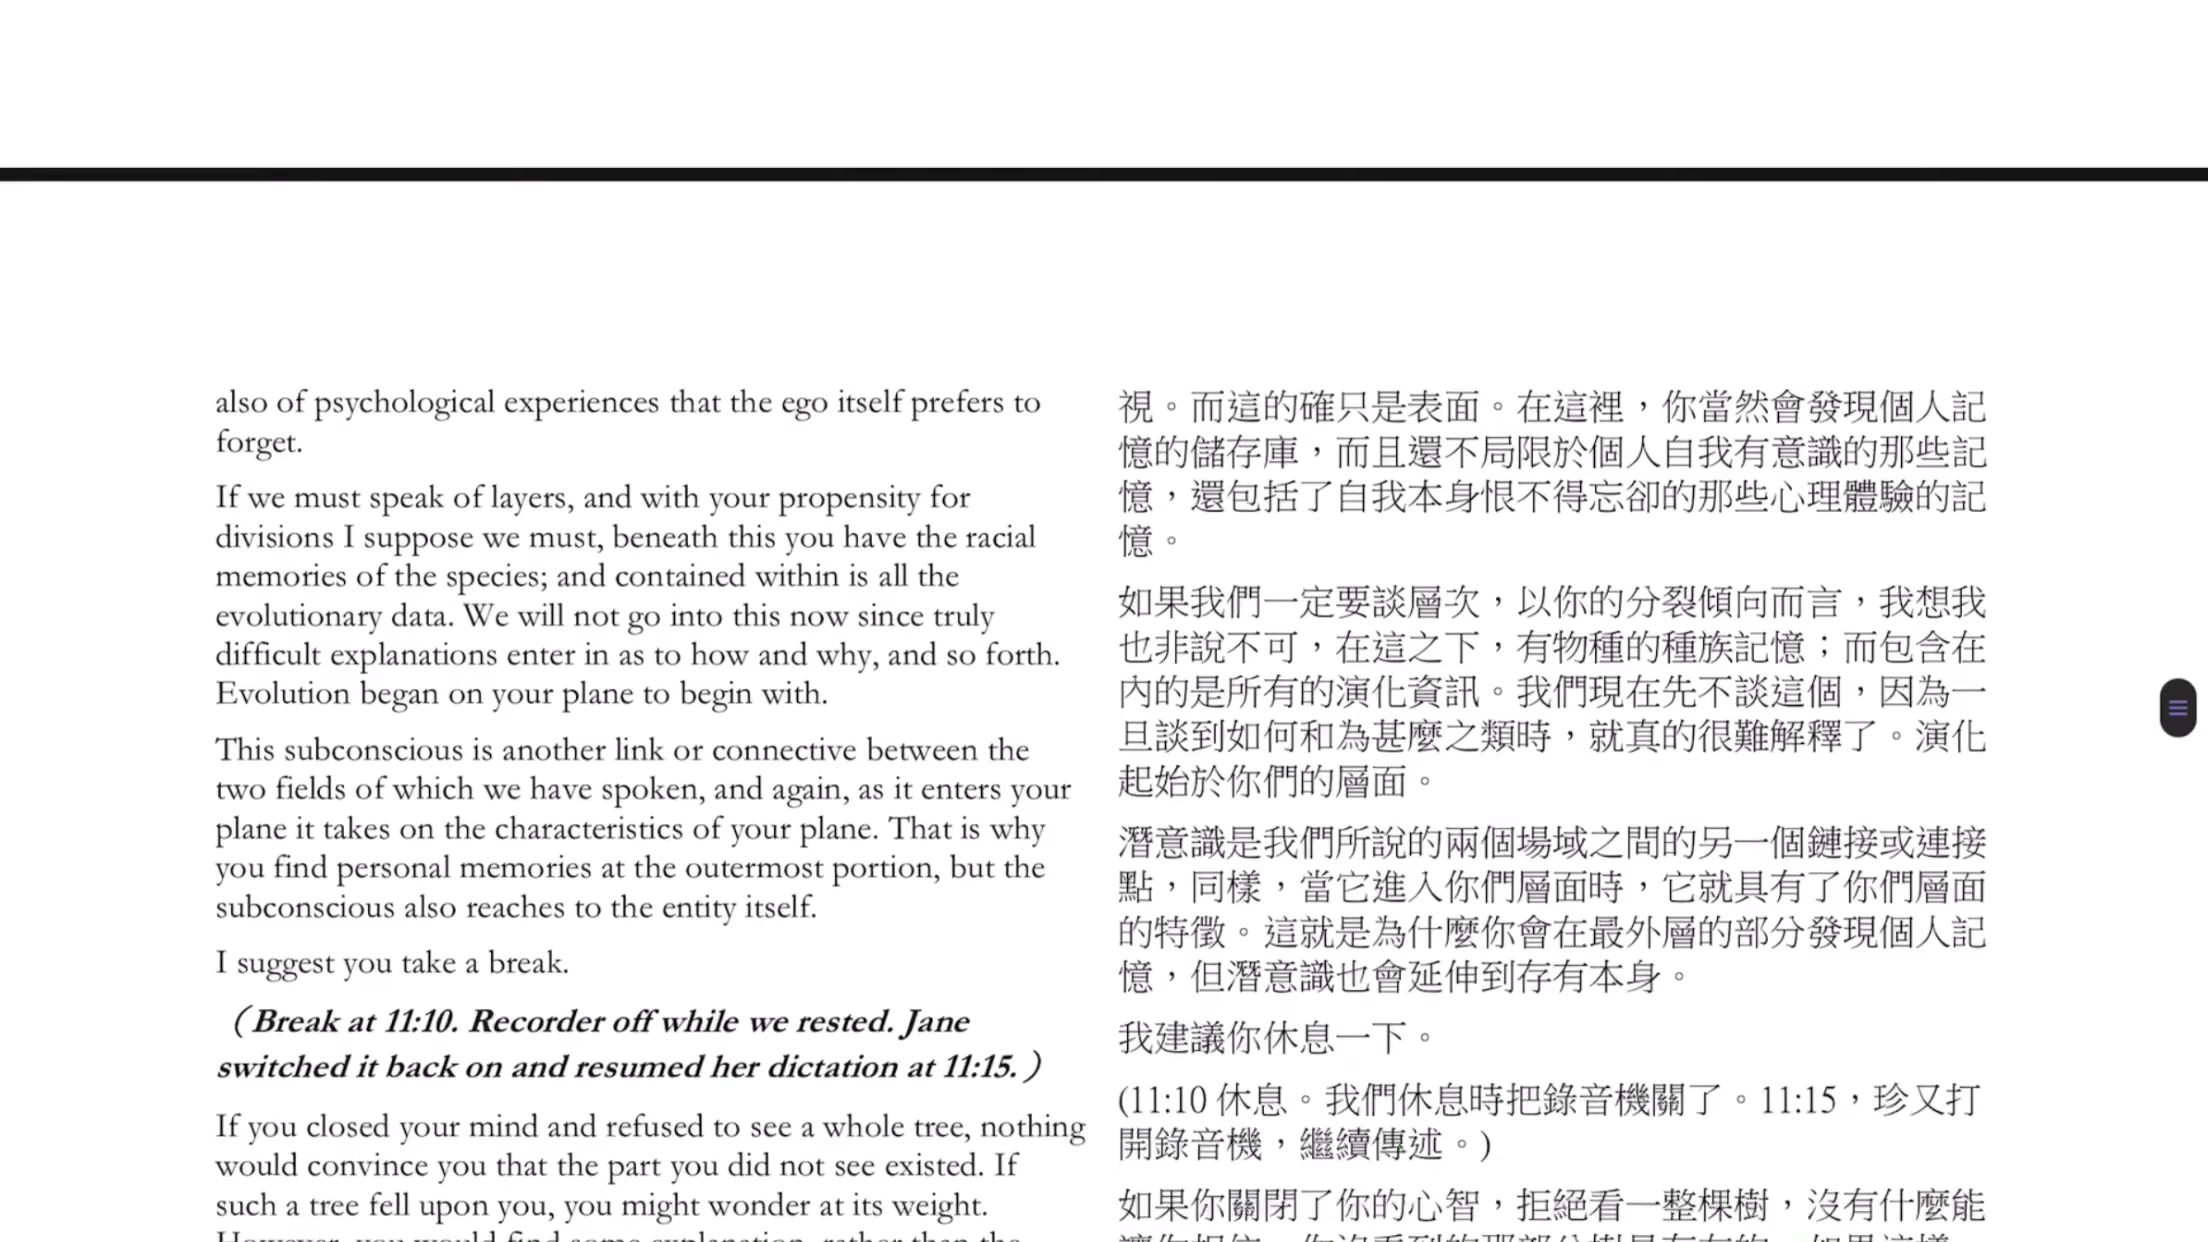 also of psychological experiences that the ego itself prefers to
forget.
If we must speak of layers, and with your propensity for
divisions I suppose we must, beneath this you have the racial
memories of the species; and contained within is all the
evolutionary data. We will not go into this now since truly
difficult explanations enter in as to how and why, and so forth.
Evolution began on your plane to begin with.
This subconscious is another link or connective between the
two fields of which we have spoken, and again, as it enters your
plane it takes on the characteristics of your plane. That is why
you find personal memories at the outermost portion, but the
subconscious also reaches to the entity itself.
I suggest you take a break.
（Break at 11:10. Recorder off while we rested. Jane
switched it back on and resumed her dictation at 11:15.）
If you closed your mind and refused to see a whole tree, nothing
would convince you that the part you did not see existed. If
such a tree fell upon you, you might wonder at its weight.
However, you would find some explanation, rather than the
視。而這的確只是表面。在這裡，你當然會發現個人記
憶的儲存庫，而且還不局限於個人自我有意識的那些記
憶，還包括了自我本身恨不得忘卻的那些心理體驗的記
憶。
如果我們一定要談層次，以你的分裂傾向而言，我想我
也非說不可，在這之下，有物種的種族記憶；而包含在
內的是所有的演化資訊。我們現在先不談這個，因為一
旦談到如何和為甚麼之類時，就真的很難解釋了。演化
起始於你們的層面。
潛意識是我們所說的兩個場域之間的另一個鏈接或連接
點，同樣，當它進入你們層面時，它就具有了你們層面
的特徵。這就是為什麼你會在最外層的部分發現個人記
憶，但潛意識也會延伸到存有本身。
我建議你休息一下。
(11:10 休息。我們休息時把錄音機關了。11:15，珍又打
開錄音機，繼續傳述。)
如果你關閉了你的心智，拒絕看一整棵樹，沒有什麼能